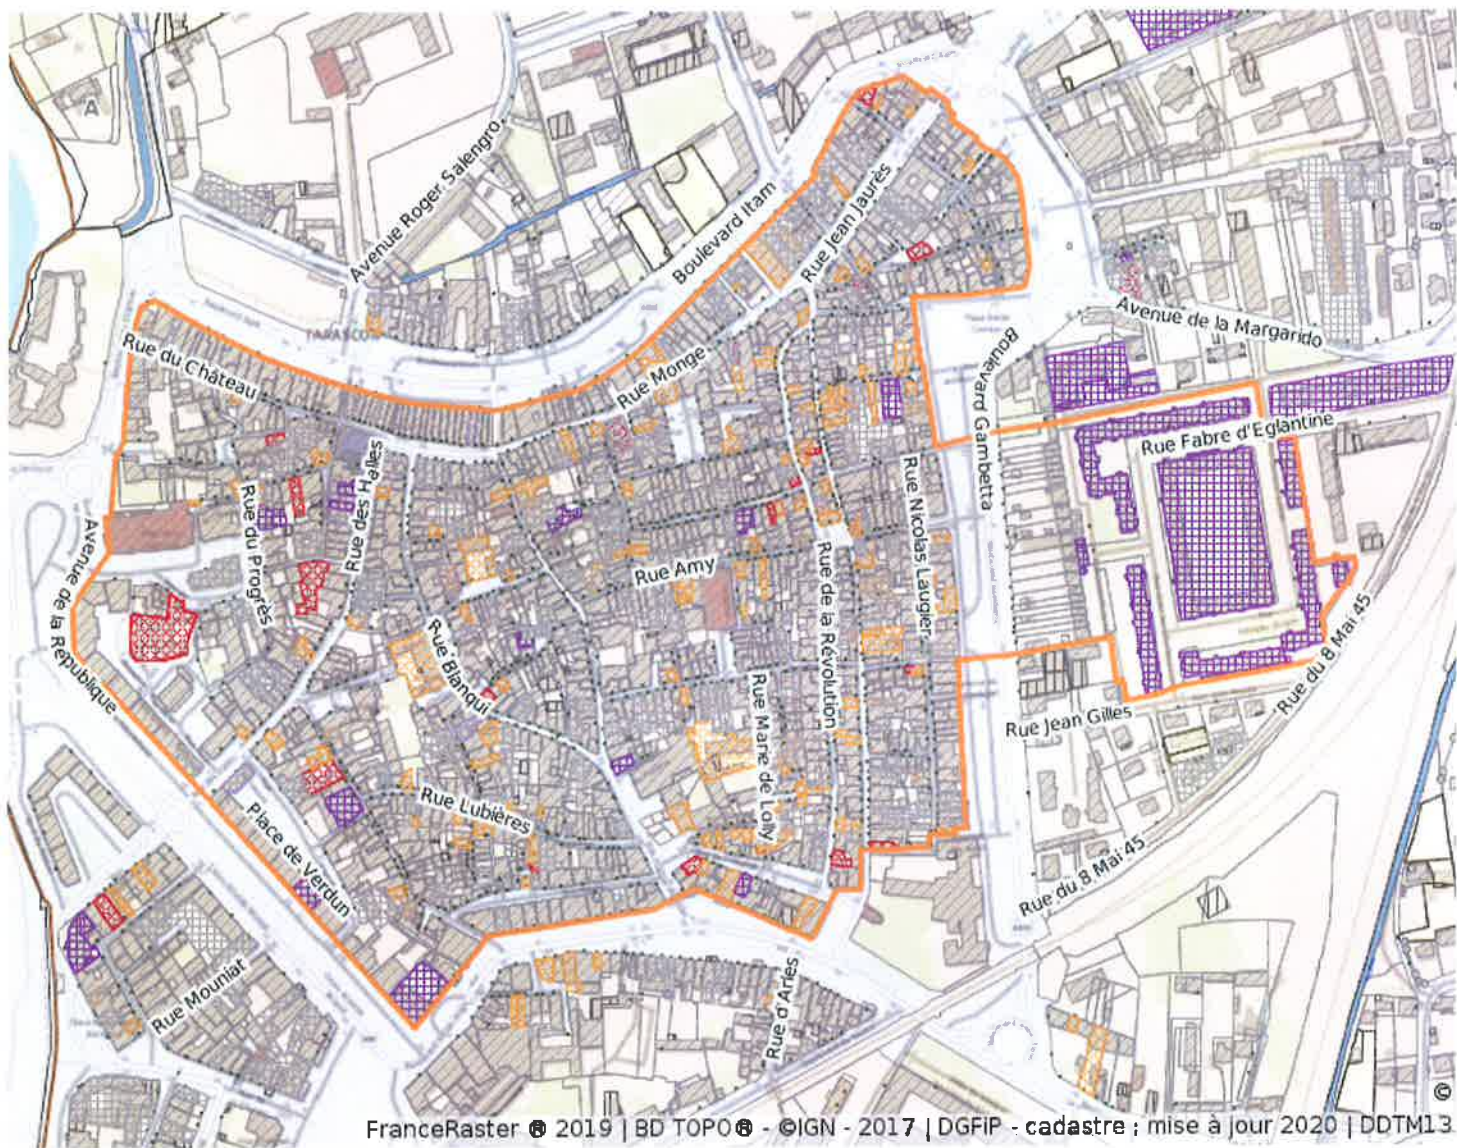 A
Avenue Roger Salengro
Boulevard Itam
Rue Jean Jaurès
TARASCON
Rue du Château
Rue Monge
Avenue de la Margarido
Boulevard Gambetta
Rue Fabre d'Eglantine
Rue des Halles
Rue du Progrès
Rue Nicolas Laugier
Avenue de la République
Rue Amy
Rue de la Révolution
Rue Blanqui
Rue Marie de Loly
Rue Jean Gilles
Rue du 8 Mai 45
Rue Lubières
Place de Verdun
Rue du 8 Mai 45
Rue Mouniat
Rue d'Arles
©
FranceRaster ® 2019 | BD TOPO ® - ©IGN - 2017 | DGFiP - cadastre ; mise à jour 2020 | DDTM13